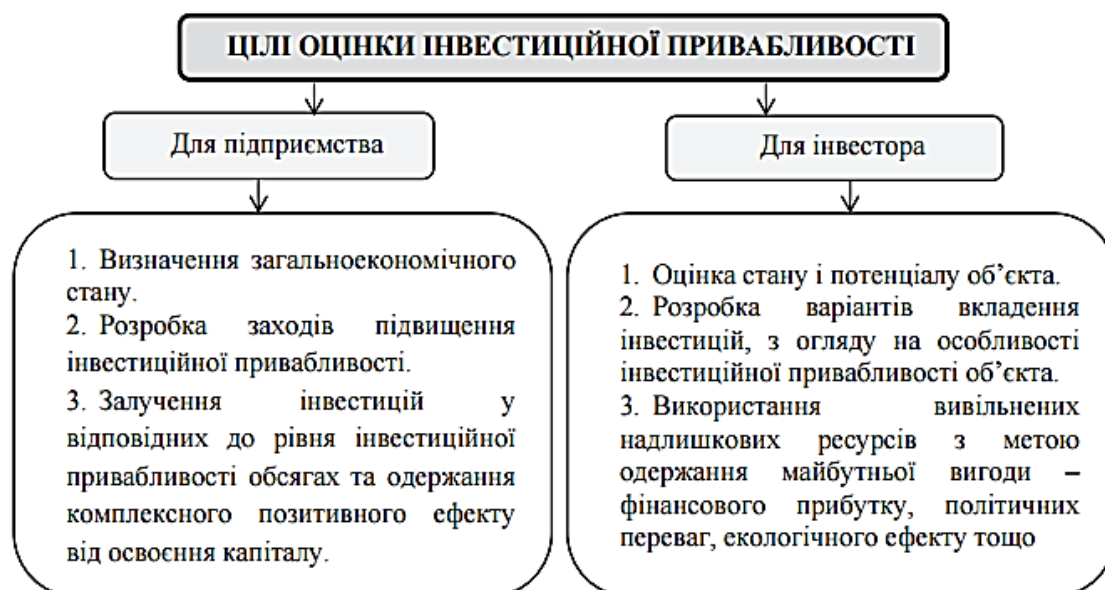 ЦІЛІ ОЦІНКИ ІНВЕСТИЦІЙНОЇ ПРИВАБЛИВОСТІ
Для підприємства
1. Визначення загальноекономічного
стану.
2. Розробка заходів підвищення
інвестиційної привабливості.
3. Залучення інвестицій у
відповідних до рівня інвестиційної
привабливості обсягах та одержання
комплексного позитивного ефекту
від освоєння капіталу.
Для інвестора
1. Оцінка стану і потенціалу об’єкта.
2. Розробка варіантів вкладення
інвестицій, з огляду на особливості
інвестиційної привабливості об’єкта.
3. Використання вивільнених
надлишкових ресурсів з метою
одержання майбутньої вигоди –
фінансового прибутку, політичних
переваг, екологічного ефекту тощо